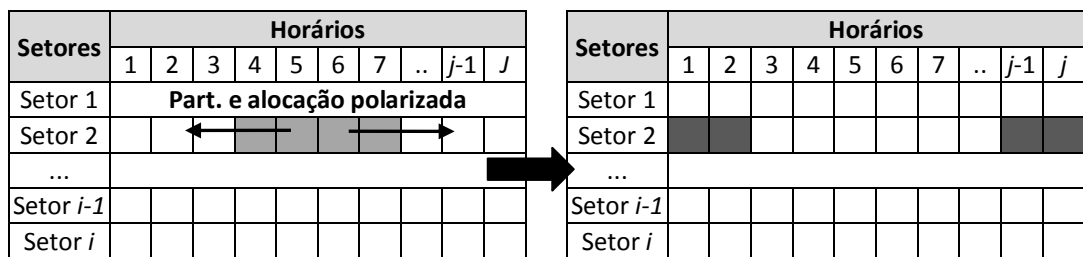 Setores Horários
1 2 3 4 5 6 7 .. j-1 J
Setor 1 Part. e alocação polarizada
Setor 2
...
Setor i-1
Setor i
Setores Horários
1 2 3 4 5 6 7 .. j-1 j
Setor 1
Setor 2
...
Setor i-1
Setor i